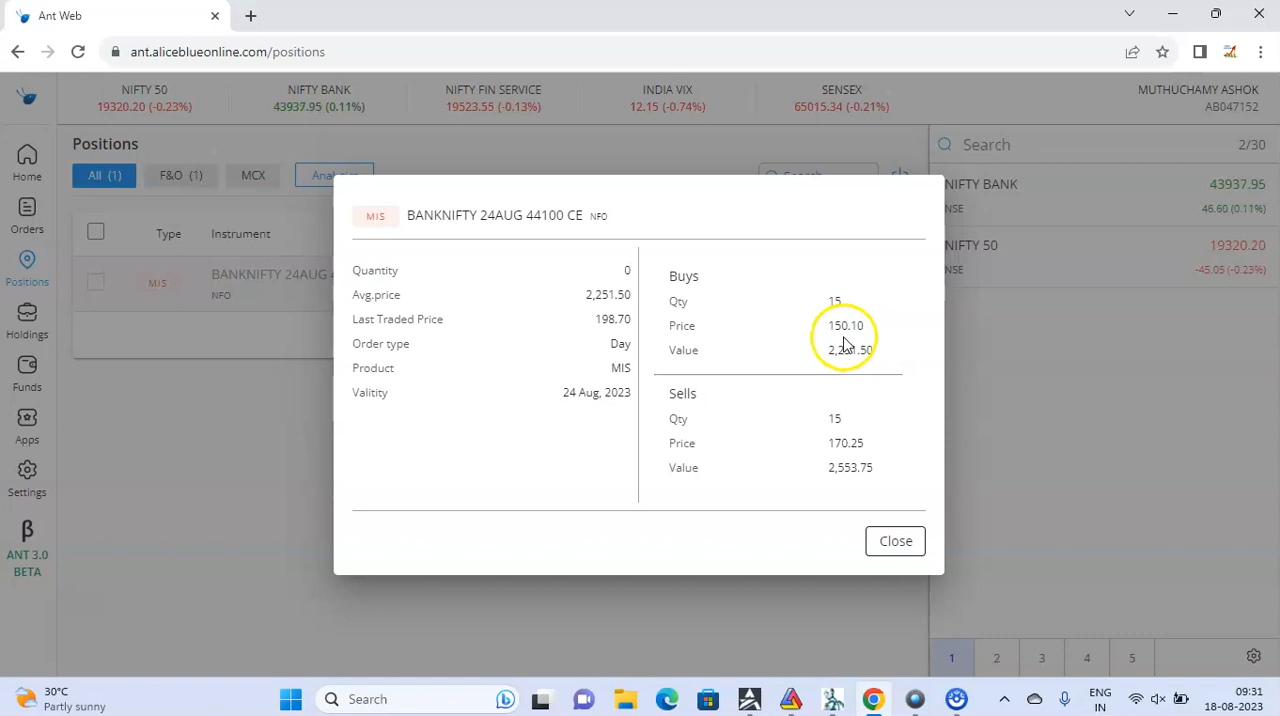 Ant Web
ant.aliceblueonline.com/positions
NIFTY 50
19320.20 (-0.23%)
NIFTY BANK
43937.95 (0.11%)
NIFTY FIN SERVICE
19523.55 (-0.13%)
INDIA VIX
12.15 (-0.74%)
SENSEX
65015.34 (-0.21%)
MUTHUCHAMY ASHOK
AB047152
Home
Orders
Positions
Holdings
Funds
Apps
Settings
β
ANT 3.0
BETA
Positions
All (1)
F&O (1)
MCX
Search
Type
Instrument
MIS
BANKNIFTY 24AUG 4
NFO
Search
2/30
NIFTY BANK
43937.95
NSE
46.60 (0.11%)
NIFTY 50
19320.20
NSE
-45.05 (-0.23%)
1
2
3
4
5
MIS
BANKNIFTY 24AUG 44100 CE
NFO
Quantity
0
Avg.price
2,251.50
Last Traded Price
198.70
Order type
Day
Product
MIS
Valitity
24 Aug, 2023
Buys
Qty
15
Price
150.10
Value
2,251.50
Sells
Qty
15
Price
170.25
Value
2,553.75
Close
30°C
Partly sunny
Search
ENG
IN
09:31
18-08-2023